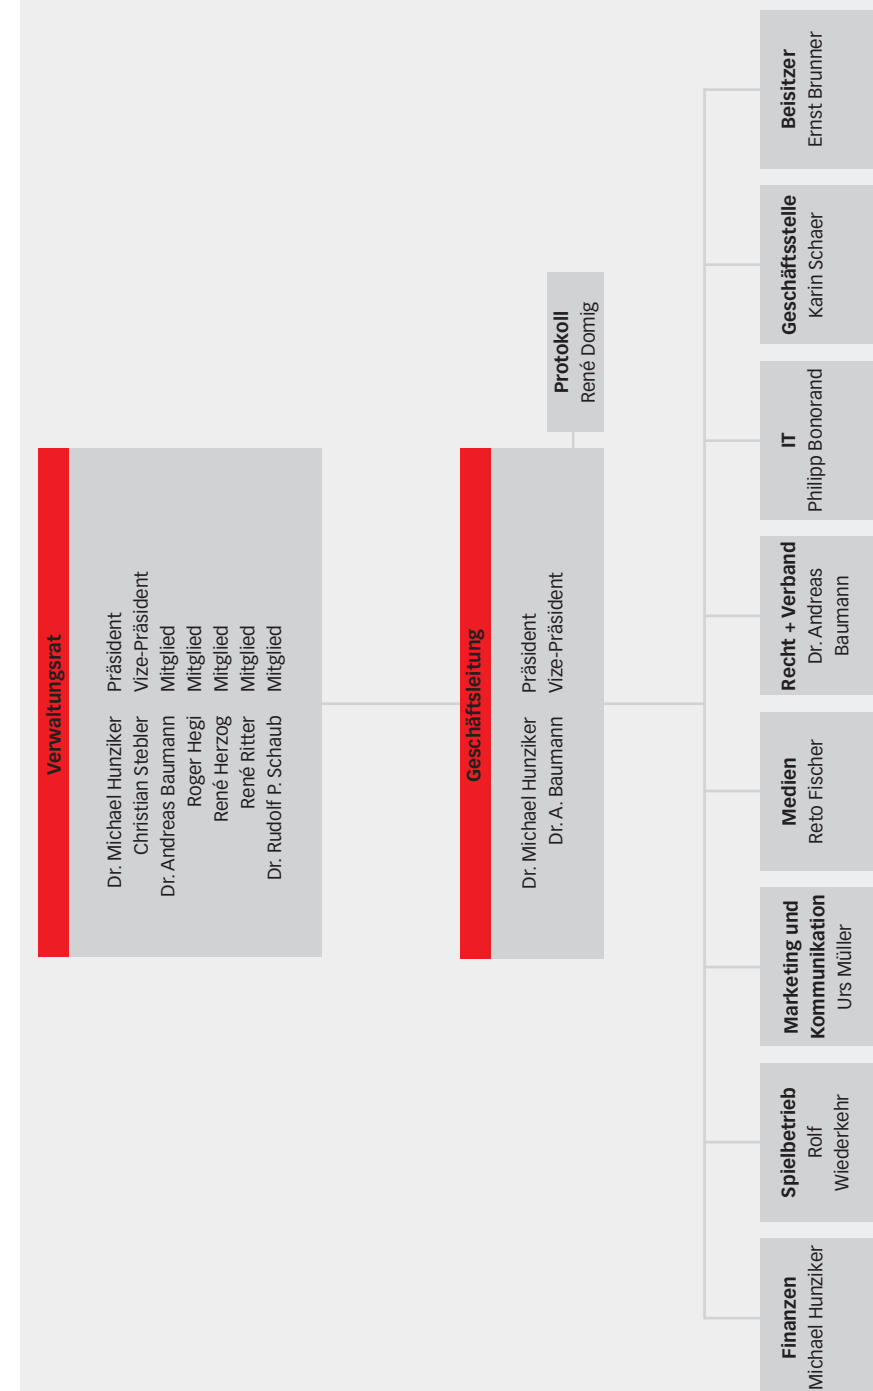 Verwaltungsrat
Dr. Michael Hunziker Präsident
Christian Stebler Vize-Präsident
Dr. Andreas Baumann Mitglied
Roger Hegi Mitglied
René Herzog Mitglied
René Ritter Mitglied
Dr. Rudolf P. Schaub Mitglied
Geschäftsleitung
Dr. Michael Hunziker Präsident
Dr. A. Baumann Vize-Präsident
Protokoll
René Domig
Finanzen
Michael Hunziker
Spielbetrieb
Rolf
Wiederkehr
Marketing und
Kommunikation
Urs Müller
Medien
Reto Fischer
Recht + Verband
Dr. Andreas
Baumann
IT
Philipp Bonorand
Geschäftsstelle
Karin Schaer
Beisitzer
Ernst Brunner